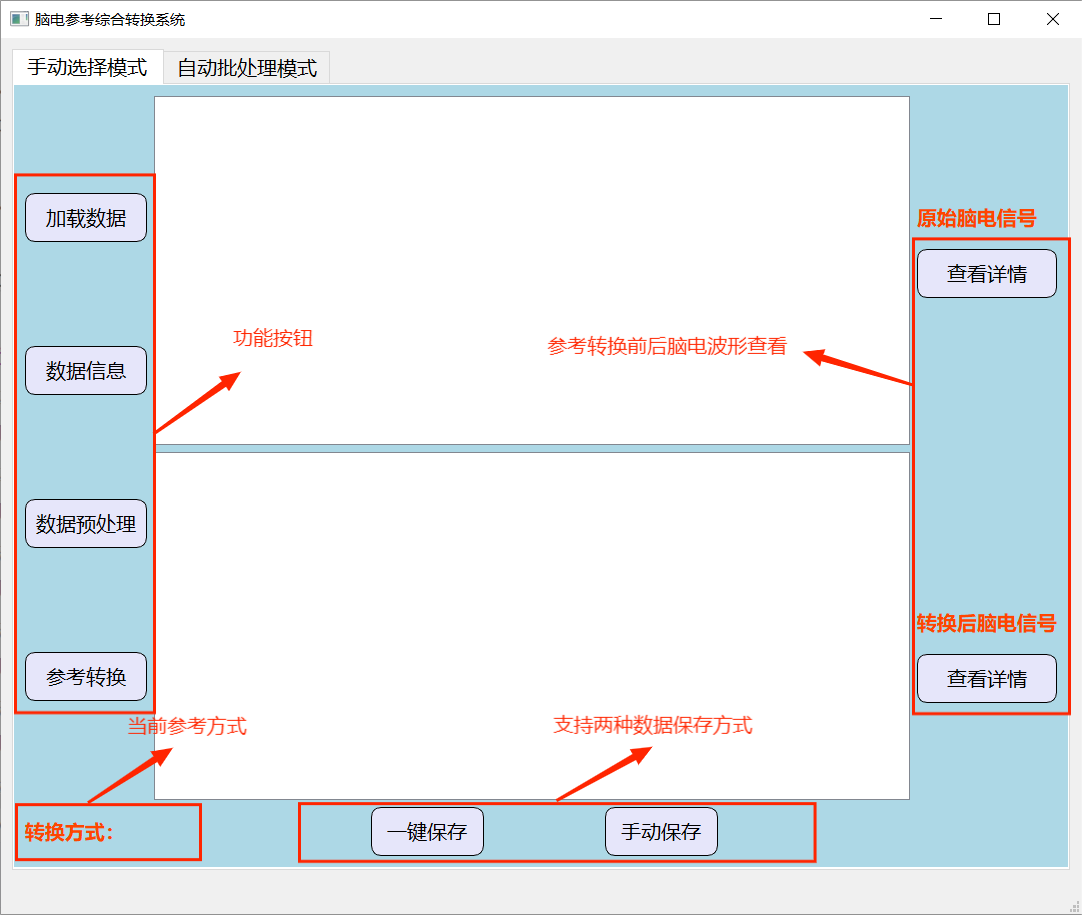 脑电参考综合转换系统
手动选择模式
自动批处理模式
加载数据
原始脑电信号
查看详情
功能按钮
参考转换前后脑电波形查看
数据信息
数据预处理
转换后脑电信号
参考转换
查看详情
当前参考方式
支持两种数据保存方式
转换方式：
一键保存
手动保存